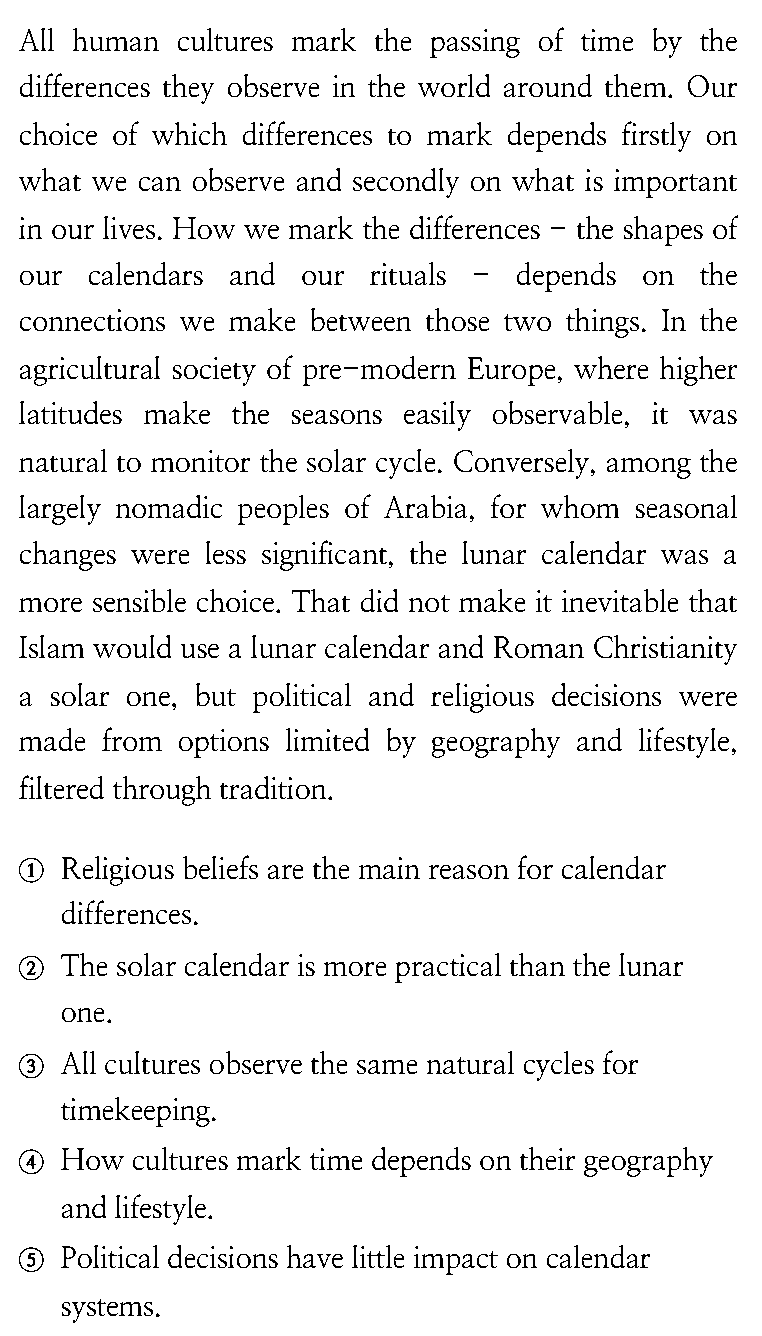 All human cultures mark the passing of time by the
differences they observe in the world around them. Our
choice of which differences to mark depends firstly on
what we can observe and secondly on what is important
in our lives. How we mark the differences - the shapes of
our calendars and our rituals - depends on the
connections we make between those two things. In the
agricultural society of pre-modern Europe, where higher
latitudes make the seasons easily observable, it was
natural to monitor the solar cycle. Conversely, among the
largely nomadic peoples of Arabia, for whom seasonal
changes were less significant, the lunar calendar was a
more sensible choice. That did not make it inevitable that
Islam would use a lunar calendar and Roman Christianity
a solar one, but political and religious decisions were
made from options limited by geography and lifestyle,
filtered through tradition.
① Religious beliefs are the main reason for calendar
differences.
② The solar calendar is more practical than the lunar
one.
③ All cultures observe the same natural cycles for
timekeeping.
④ How cultures mark time depends on their geography
and lifestyle.
⑤ Political decisions have little impact on calendar
systems.